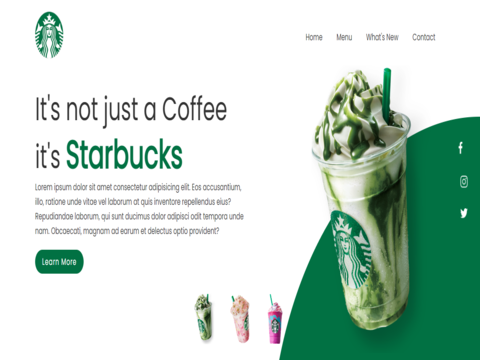 Home Menu What's New Contact
It's not just a Coffee
it's Starbucks
Lorem ipsum dolor sit amet consectetur adipisicing elit. Eos accusantium,
illo, ratione unde vitae vel laborum at quis inventore repellendus eius?
Repudiandae laborum, qui sunt ducimus dolor adipisci odit tempora unde
nam. Obcaecati, magnam ad earum et delectus optio provident?
Learn More